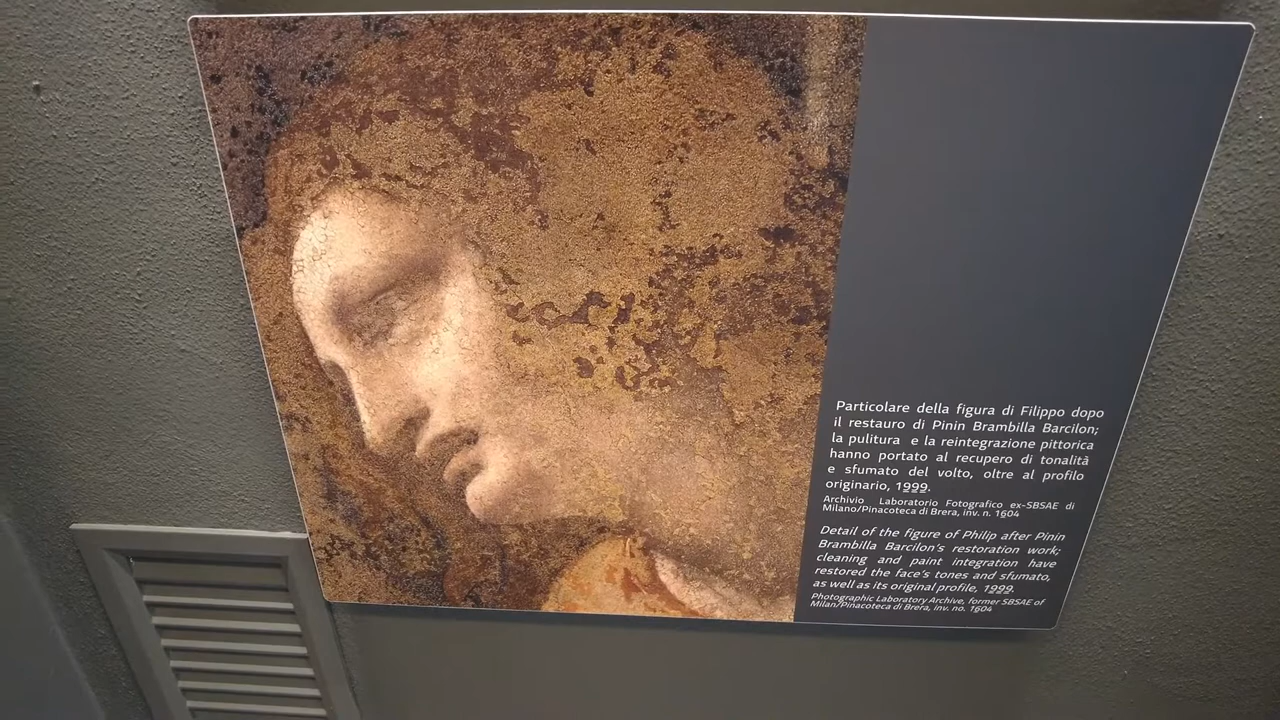 Particolare della figura di Filippo dopo
il restauro di Pinin Brambilla Barcilon;
la pulitura e la reintegrazione pittorica
hanno portato al recupero di tonalità
e sfumato del volto, oltre al profilo
originario, 1999.
Archivio Laboratorio Fotografico ex-SBSAE di
Milano/Pinacoteca di Brera, inv. n. 1604
Detail of the figure of Philip after Pinin
Brambilla Barcilon's restoration work;
cleaning and paint integration have
restored the face's tones and sfumato,
as well as its original profile, 1999.
Photographic Laboratory Archive, former SBSAE of
Milan/Pinacoteca di Brera, inv. no. 1604